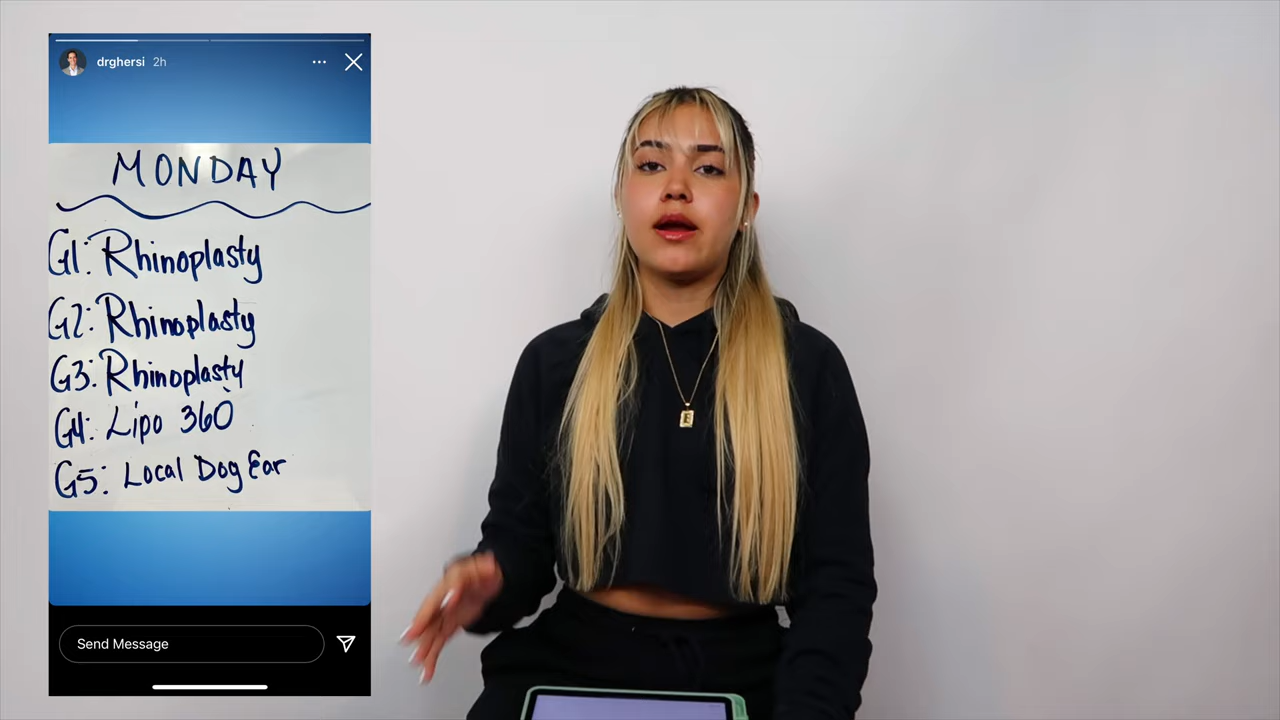 drghersi 2h
MONDAY
G1: Rhinoplasty
G2: Rhinoplasty
G3: Rhinoplasty
G4: Lipo 360
G5: Local Dog Ear
Send Message
E